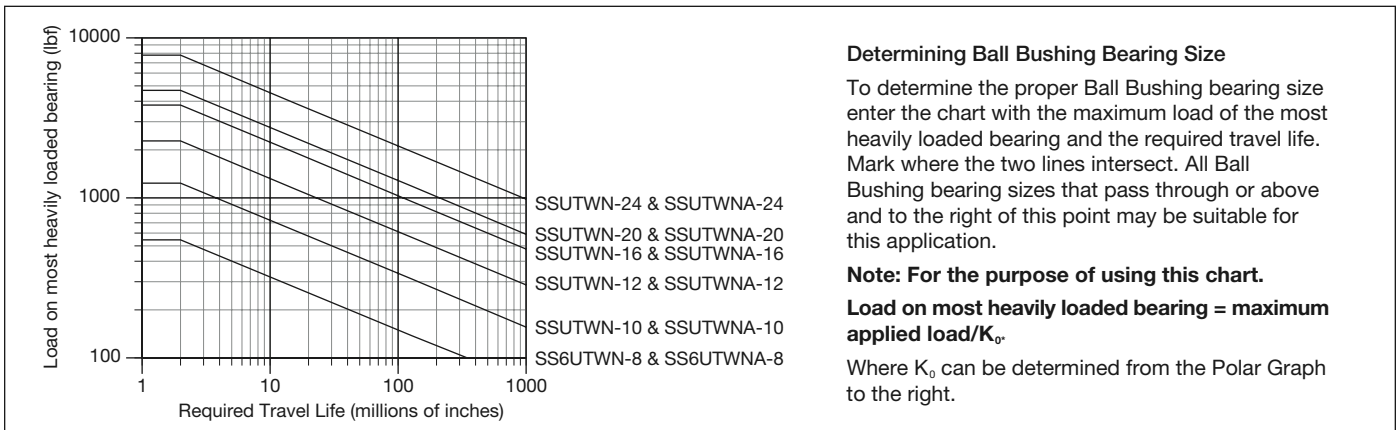 10000
1000
100
Load on most heavily loaded bearing (lbf)
1 10 100 1000
Required Travel Life (millions of inches)
SSUTWN-24 & SSUTWNA-24
SSUTWN-20 & SSUTWNA-20
SSUTWN-16 & SSUTWNA-16
SSUTWN-12 & SSUTWNA-12
SSUTWN-10 & SSUTWNA-10
SS6UTWN-8 & SS6UTWNA-8
Determining Ball Bushing Bearing Size
To determine the proper Ball Bushing bearing size
enter the chart with the maximum load of the most
heavily loaded bearing and the required travel life.
Mark where the two lines intersect. All Ball
Bushing bearing sizes that pass through or above
and to the right of this point may be suitable for
this application.
Note: For the purpose of using this chart.
Load on most heavily loaded bearing = maximum
applied load/K₀.
Where K₀ can be determined from the Polar Graph
to the right.